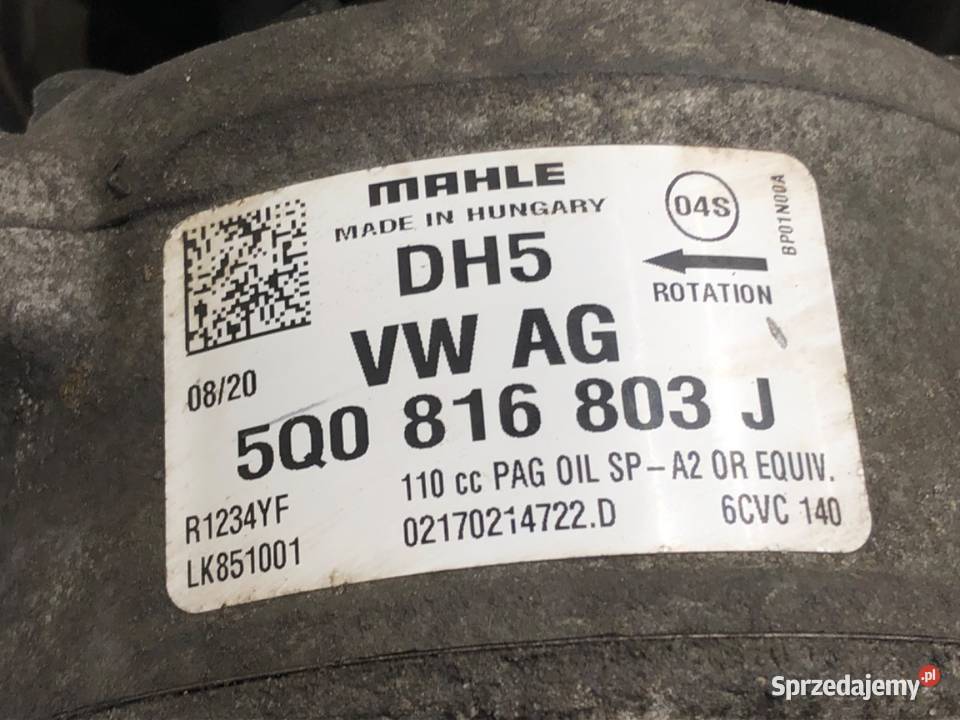 MAHLE
MADE IN HUNGARY
04S
BP01N00A
DH5
ROTATION
VW AG
08/20
5Q0 816 803 J
110 cc PAG OIL SP-A2 OR EQUIV.
R1234YF
02170214722.D
6CVC 140
LK851001
Sprzedajemy.pl